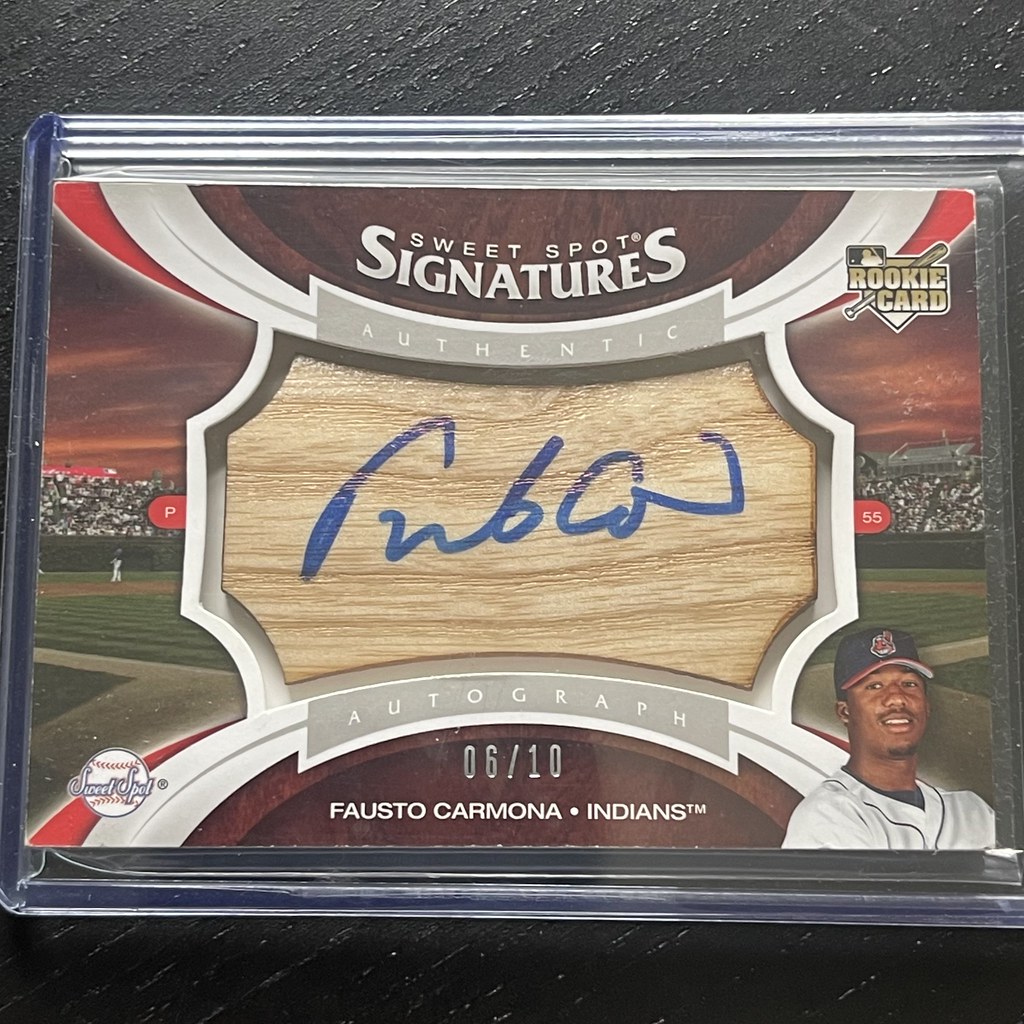 SWEET SPOT®
SIGNATURES
ROOKIE
CARD
AUTHENTIC
P
55
AUTOGRAPH
06/10
Sweet Spot®
FAUSTO CARMONA • INDIANS™